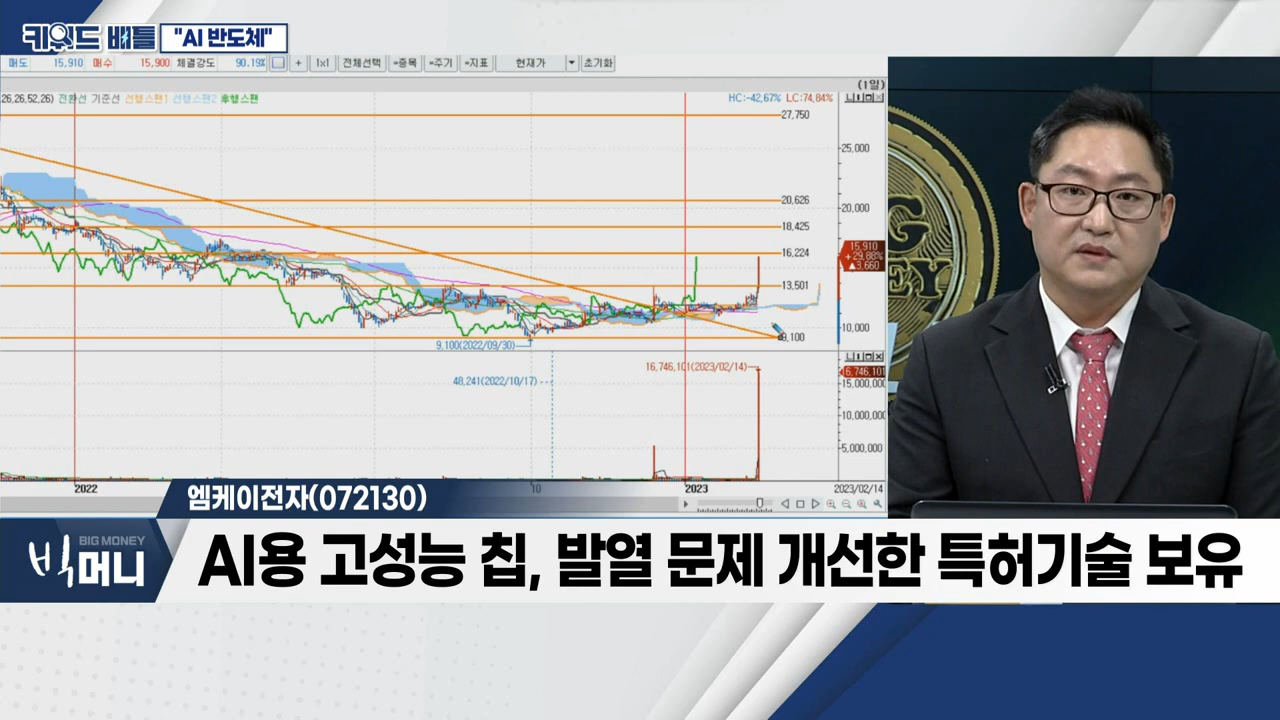 키워드 배틀 "AI 반도체"
매도 15,910 매수 15,900 체결강도 90.19% + 1x1 전체선택 =종목 =주기 =지표 현재가 초기화
(1일)
26,26,52,26) 전환선 기준선 선행스팬1 선행스팬2 후행스팬 HC:-42,67% LC:74,84%
27,750
25,000
20,626
20,000
18,425
16,224
15,910
+29,88%
▲3,660
13,501
10,000
9,100
9,100(2022/09/30)
16,746,101(2023/02/14)
6,746,101
48,241(2022/10/17)
15,000,000
10,000,000
5,000,000
2022 10 2023 2023/02/14
엠케이전자(072130)
BIG MONEY
빅머니
AI용 고성능 칩, 발열 문제 개선한 특허기술 보유